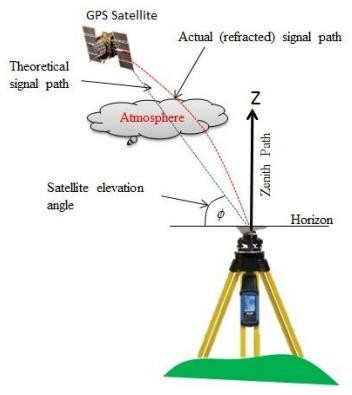 GPS Satellite
Actual (refracted) signal path
Theoretical
signal path
Z
Atmosphere
Zenith Path
Satellite elevation
angle
ϕ
Horizon